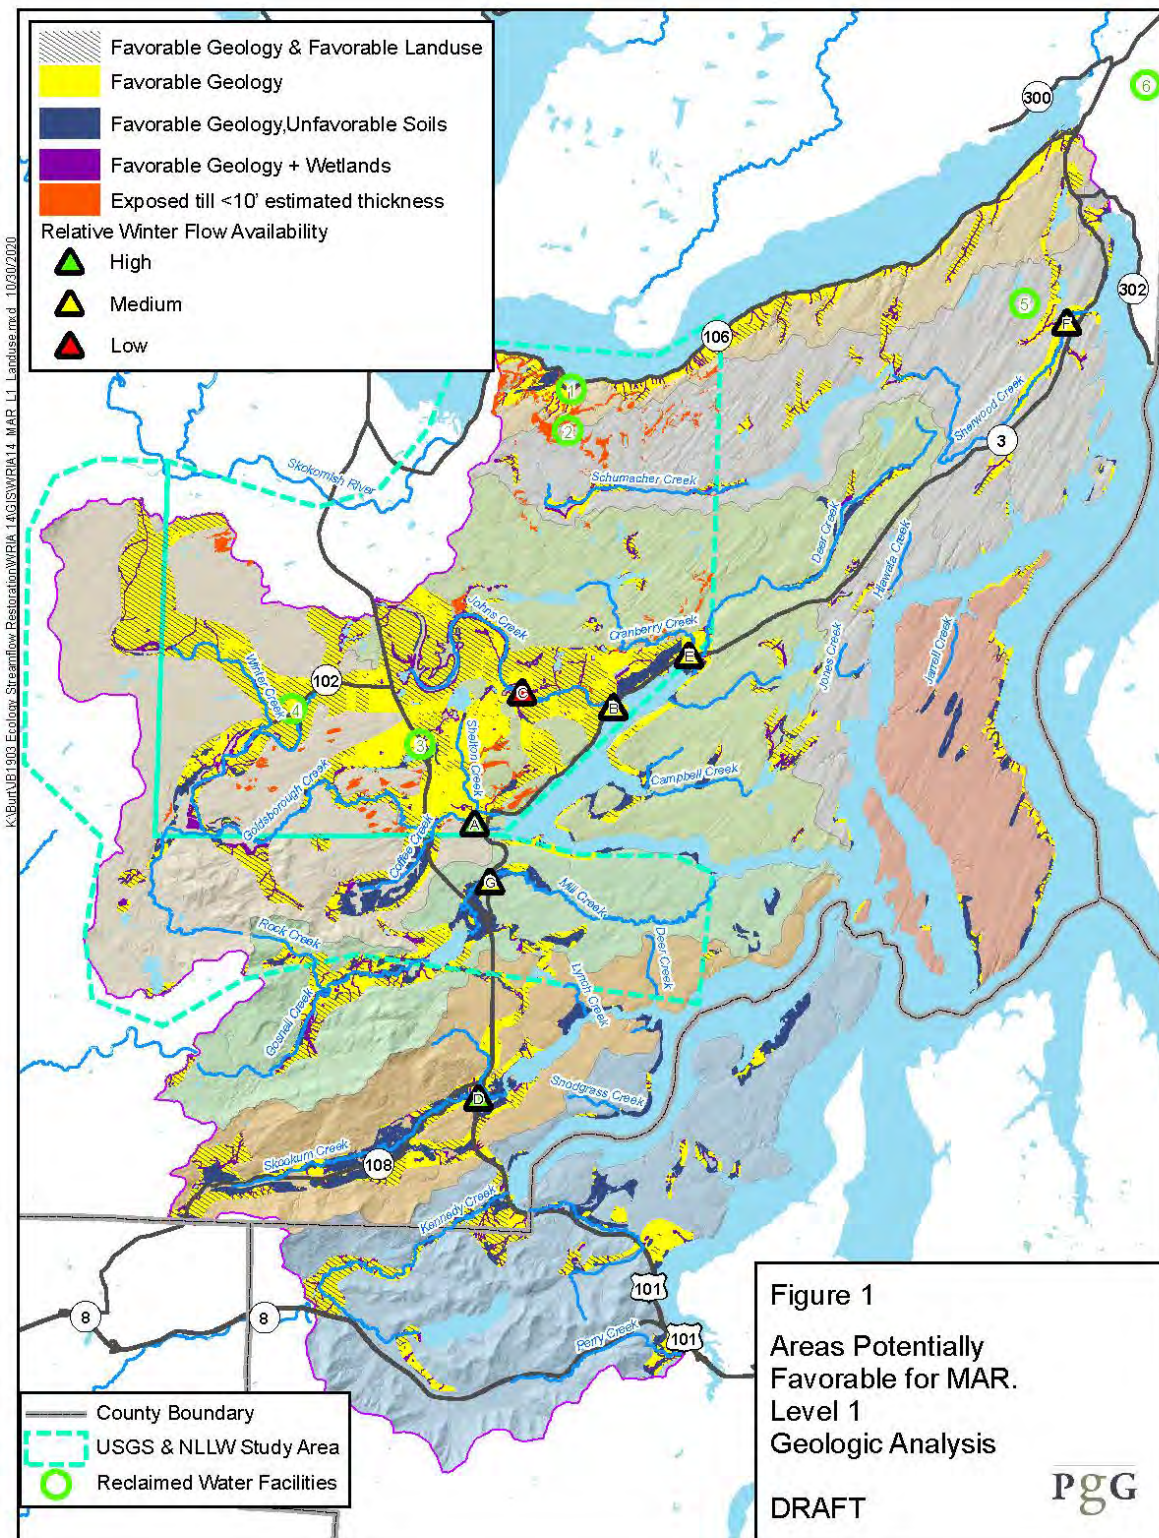 Favorable Geology & Favorable Landuse
Favorable Geology
Favorable Geology,Unfavorable Soils
Favorable Geology + Wetlands
Exposed till <10' estimated thickness
Relative Winter Flow Availability
High
Medium
Low
K:\Burt\JB1903 Ecology Streamflow Restoration\WRIA 14\GIS\WRIA14 MAR L1 Landuse.mxd 10/30/2020
300
6
302
5
F
106
1
2
Sherwood Creek
3
Skokomish River
Schumacher Creek
Deer Creek
Hiawata Creek
Johns Creek
Cranberry Creek
E
Jones Creek
Jarrell Creek
Winter Creek
102
4
C
B
3
Shelton Creek
Campbell Creek
Goldsborough Creek
A
Coffee Creek
G
Mill Creek
Rock Creek
Deer Creek
Lynch Creek
Gosnell Creek
Snodgrass Creek
D
Skookum Creek
108
Kennedy Creek
101
8
8
Perry Creek
101
Figure 1
Areas Potentially
Favorable for MAR.
Level 1
Geologic Analysis
DRAFT
PgG
County Boundary
USGS & NLLW Study Area
Reclaimed Water Facilities